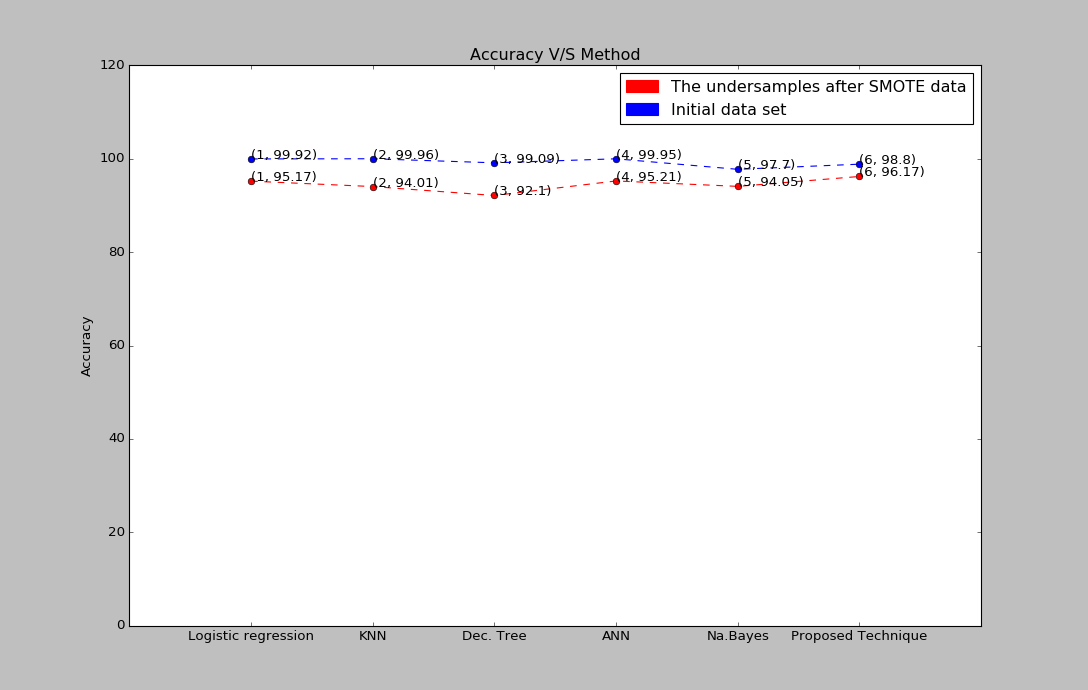 Accuracy V/S Method
120
The undersamples after SMOTE data
Initial data set
100
(1, 99.92)
(2, 99.96)
(3, 99.09)
(4, 99.95)
(5, 97.7)
(6, 98.8)
(1, 95.17)
(2, 94.01)
(3, 92.1)
(4, 95.21)
(5, 94.05)
(6, 96.17)
80
60
Accuracy
40
20
0
Logistic regression
KNN
Dec. Tree
ANN
Na.Bayes
Proposed Technique